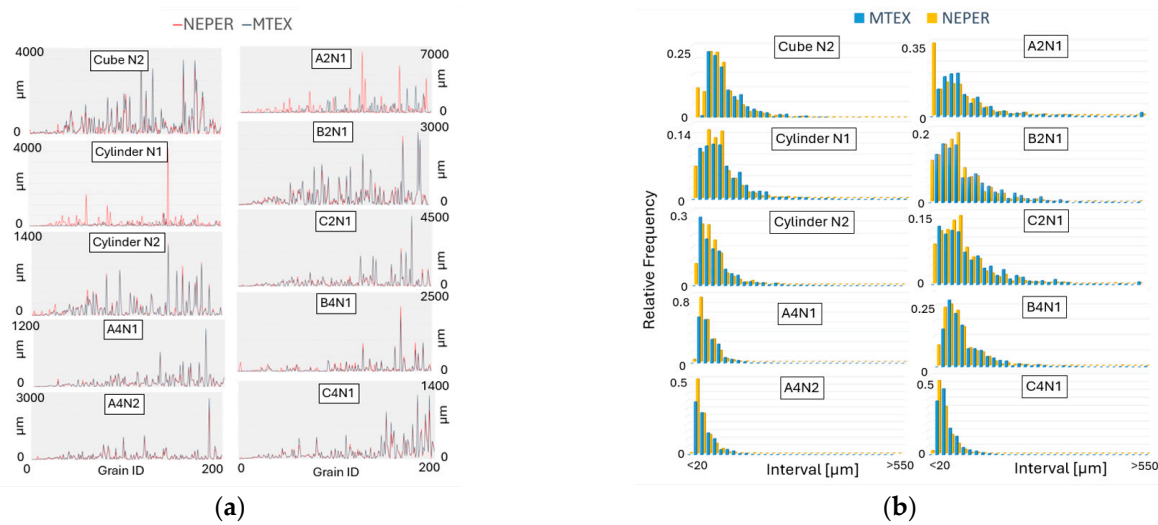 NEPER MTEX
4000
Cube N2
μm
0
4000
Cylinder N1
μm
0
1400
Cylinder N2
μm
0
1200
A4N1
μm
0
3000
A4N2
μm
0
0 Grain ID 200
A2N1
7000
μm
0
B2N1
3000
μm
0
C2N1
4500
μm
0
B4N1
2500
μm
0
C4N1
1400
μm
0
0 Grain ID 200
(a)
MTEX NEPER
Relative Frequency
0.25
Cube N2
0
0.14
Cylinder N1
0
0.3
Cylinder N2
0
0.8
A4N1
0
0.5
A4N2
0
<20 Interval [μm] >550
0.35
A2N1
0
0.2
B2N1
0
0.15
C2N1
0
0.25
B4N1
0
0.5
C4N1
0
<20 Interval [μm] >550
(b)